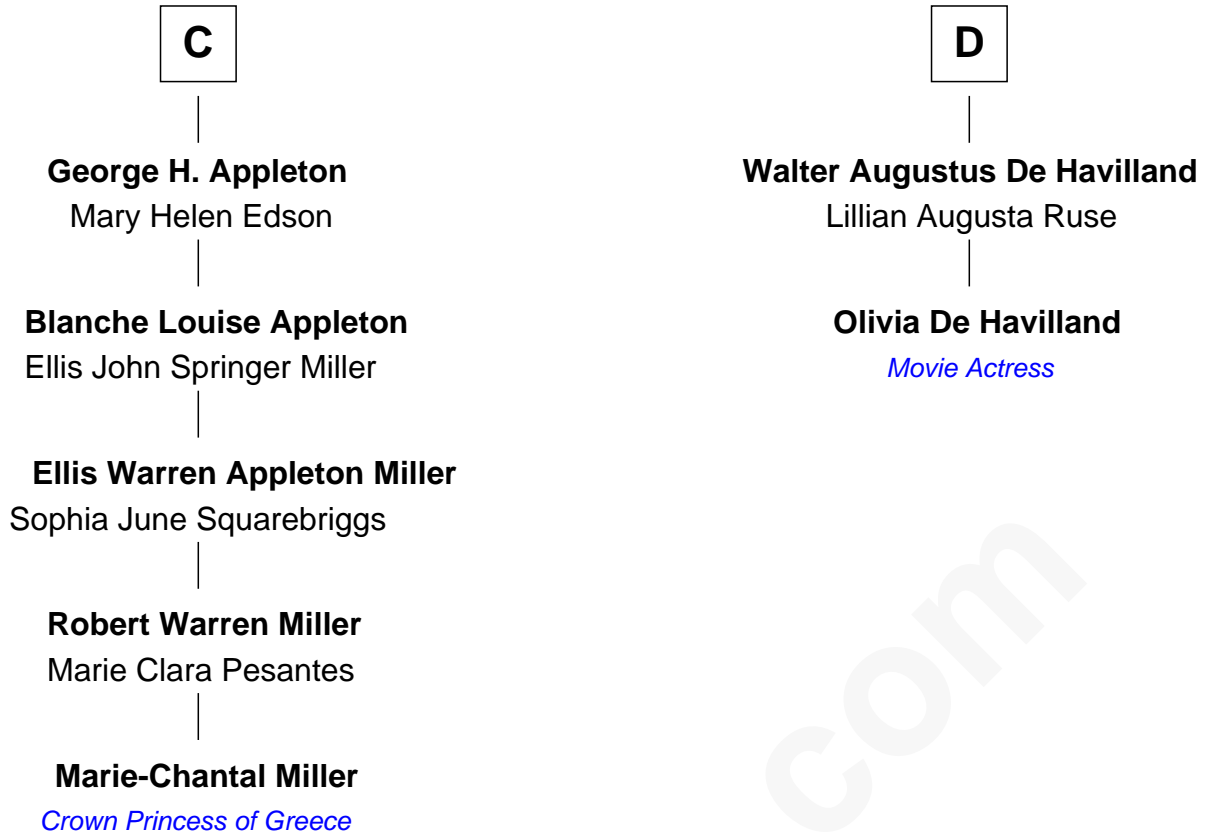 C
George H. Appleton
Mary Helen Edson
Blanche Louise Appleton
Ellis John Springer Miller
Ellis Warren Appleton Miller
Sophia June Squarebriggs
Robert Warren Miller
Marie Clara Pesantes
Marie-Chantal Miller
Crown Princess of Greece
D
Walter Augustus De Havilland
Lillian Augusta Ruse
Olivia De Havilland
Movie Actress
com